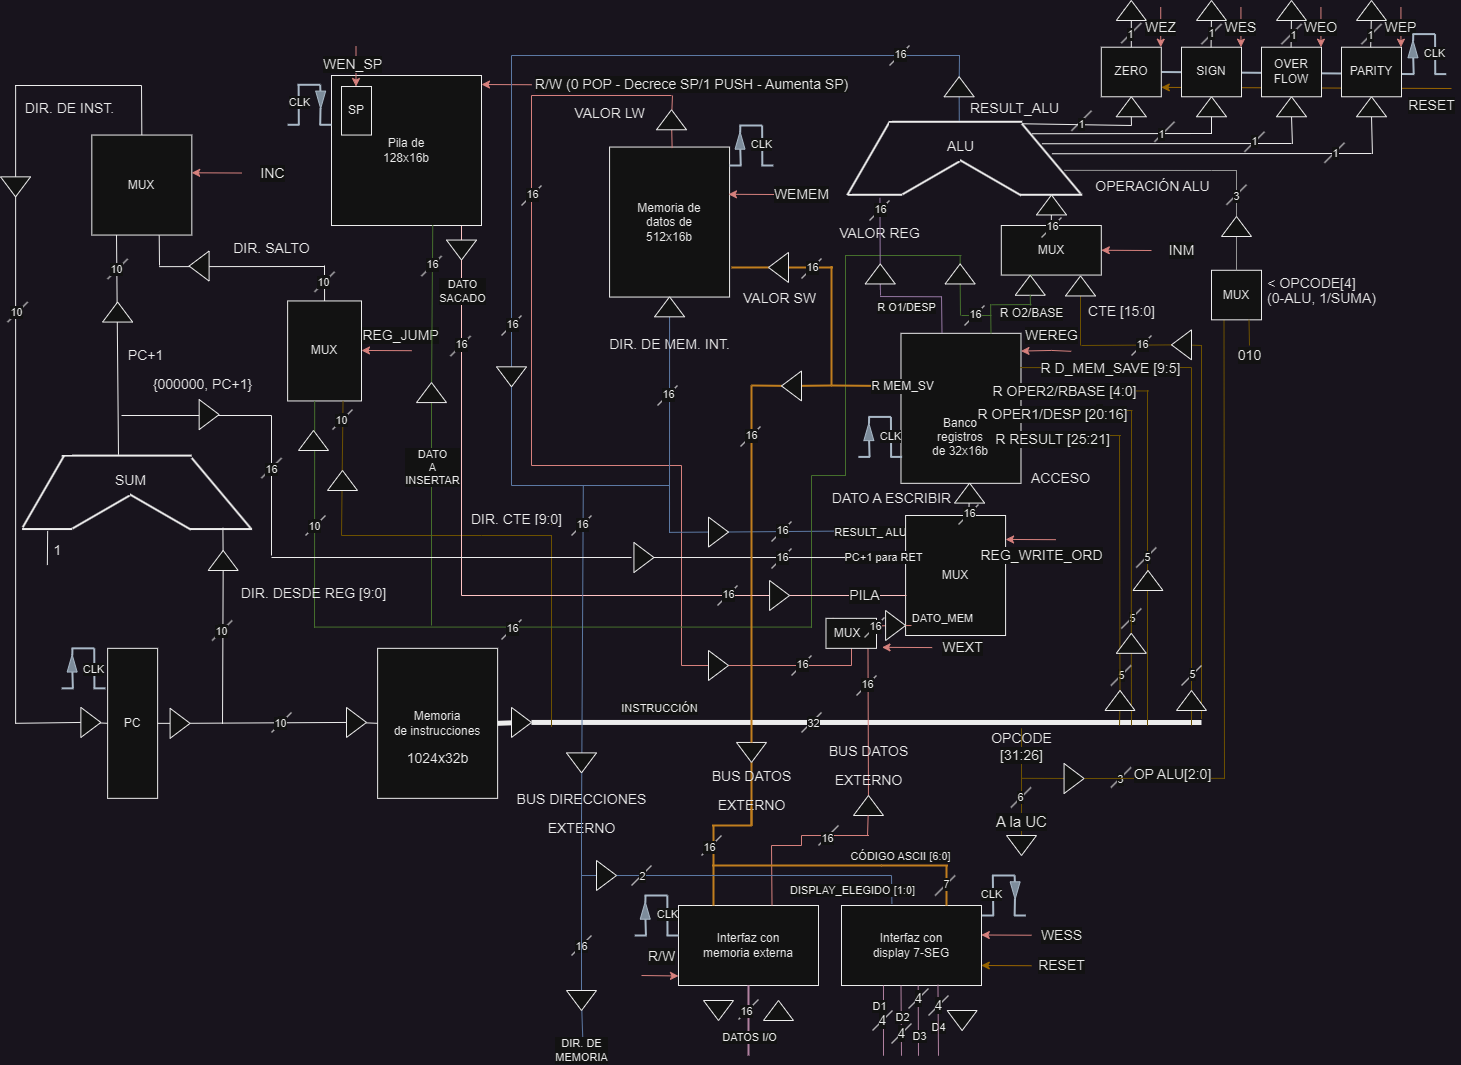 WEZ
WES
WEO
WEP
1
1
1
1
CLK
ZERO
SIGN
OVER
FLOW
PARITY
RESET
WEN_SP
R/W (0 POP - Decrece SP/1 PUSH - Aumenta SP)
16
CLK
SP
Pila de
128x16b
DIR. DE INST.
VALOR LW
RESULT_ALU
1
1
1
1
MUX
INC
CLK
ALU
OPERACIÓN ALU
3
16
WEMEM
Memoria de
datos de
512x16b
16
VALOR REG
16
MUX
INM
DIR. SALTO
10
10
16
DATO
SACADO
16
VALOR SW
R O1/DESP
16
R O2/BASE
CTE [15:0]
MUX
< OPCODE[4]
(0-ALU, 1/SUMA)
010
10
PC+1
MUX
REG_JUMP
16
16
DIR. DE MEM. INT.
WEREG
16
{000000, PC+1}
10
16
R MEM_SV
R D_MEM_SAVE [9:5]
R OPER2/RBASE [4:0]
R OPER1/DESP [20:16]
R RESULT [25:21]
Banco
registros
de 32x16b
CLK
16
16
DATO
A
INSERTAR
SUM
1
ACCESO
DATO A ESCRIBIR
16
10
DIR. CTE [9:0]
16
16
RESULT_ALU
16
PC+1 para RET
REG_WRITE_ORD
MUX
5
DIR. DESDE REG [9:0]
16
PILA
DATO_MEM
5
10
16
MUX
16
WEXT
16
16
5
5
CLK
PC
10
Memoria
de instrucciones
1024x32b
INSTRUCCIÓN
32
OPCODE
[31:26]
BUS DATOS
EXTERNO
BUS DATOS
EXTERNO
3
OP ALU[2:0]
6
A la UC
BUS DIRECCIONES
EXTERNO
16
16
CÓDIGO ASCII [6:0]
2
7
DISPLAY_ELEGIDO [1:0]
CLK
CLK
16
R/W
Interfaz con
memoria externa
Interfaz con
display 7-SEG
WESS
RESET
16
DATOS I/O
D1
4
D2
4
4
D3
4
D4
DIR. DE
MEMORIA